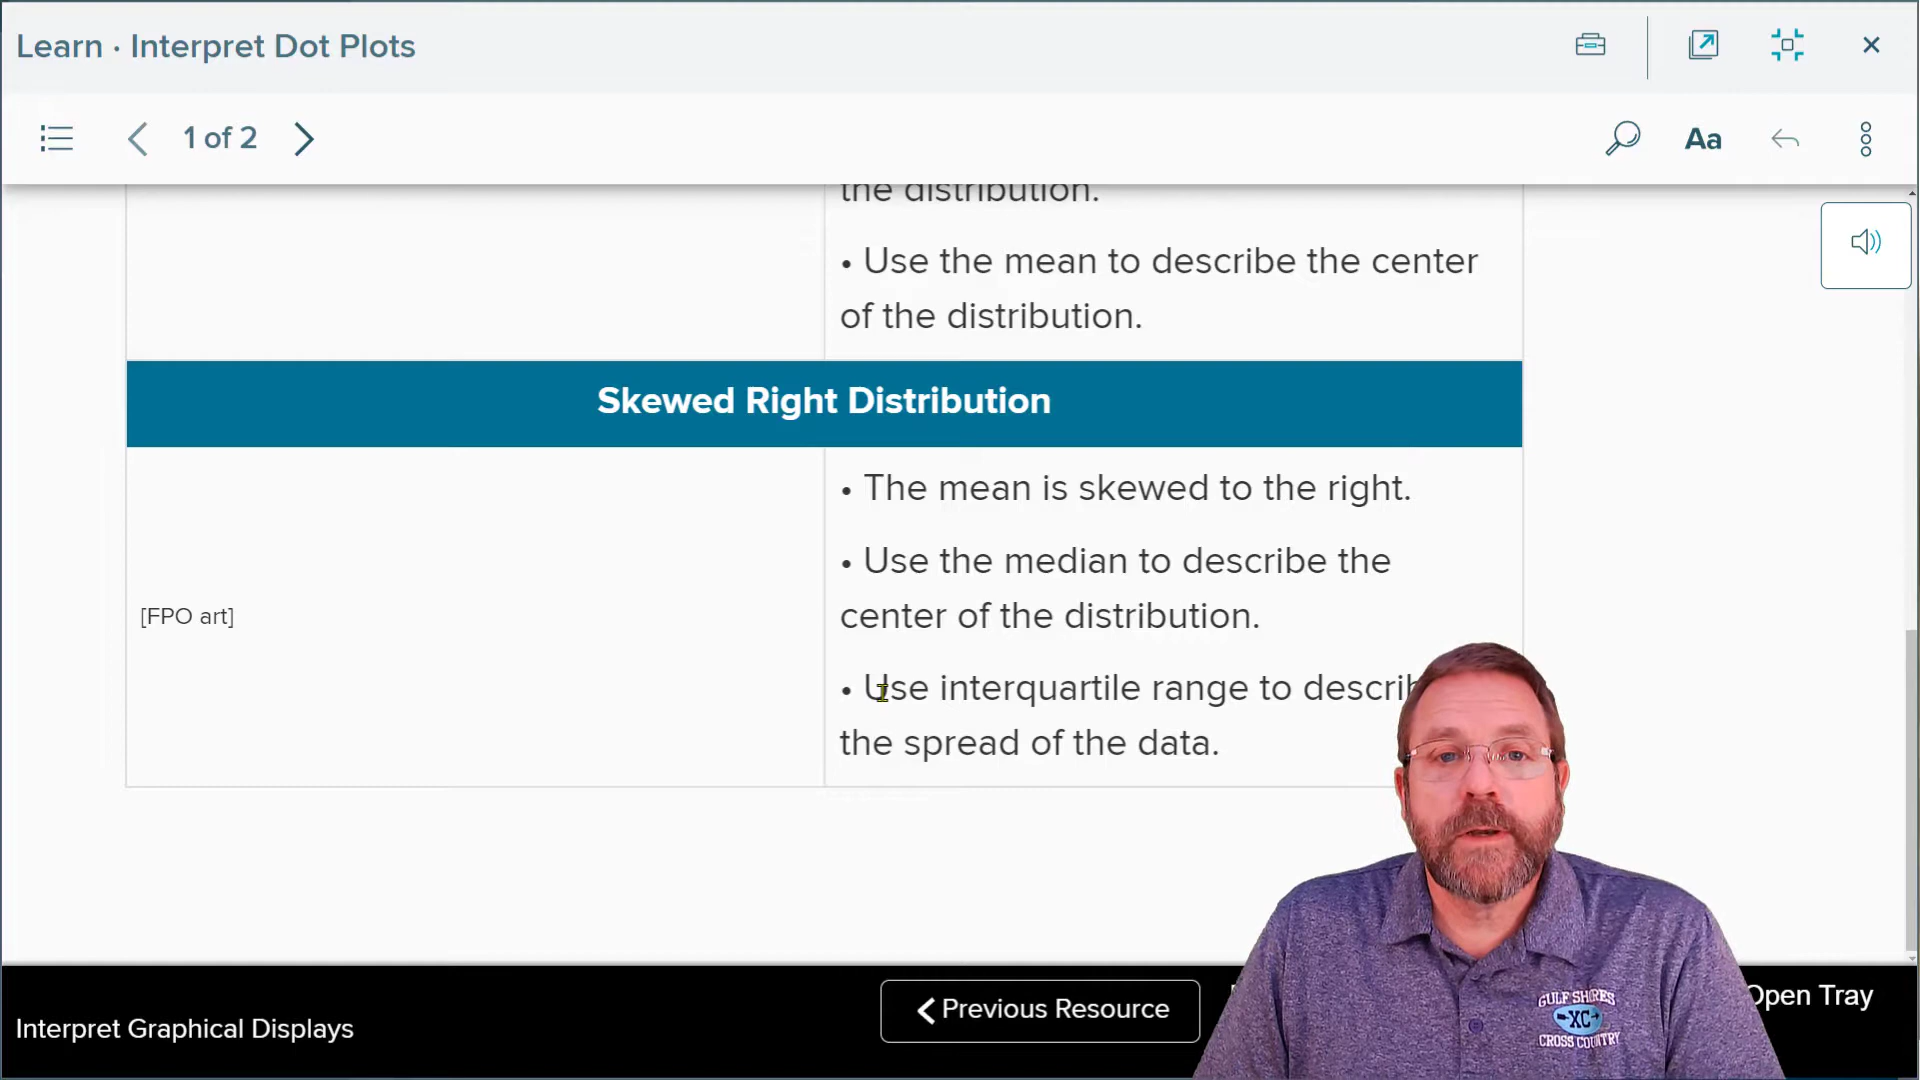 Learn · Interpret Dot Plots
1 of 2
Aa
the distribution.
• Use the mean to describe the center
of the distribution.
Skewed Right Distribution
• The mean is skewed to the right.
• Use the median to describe the
center of the distribution.
[FPO art]
• Use interquartile range to describ
the spread of the data.
Interpret Graphical Displays
Previous Resource
Open Tray
GULF SHORES
XC
CROSS COUNTRY